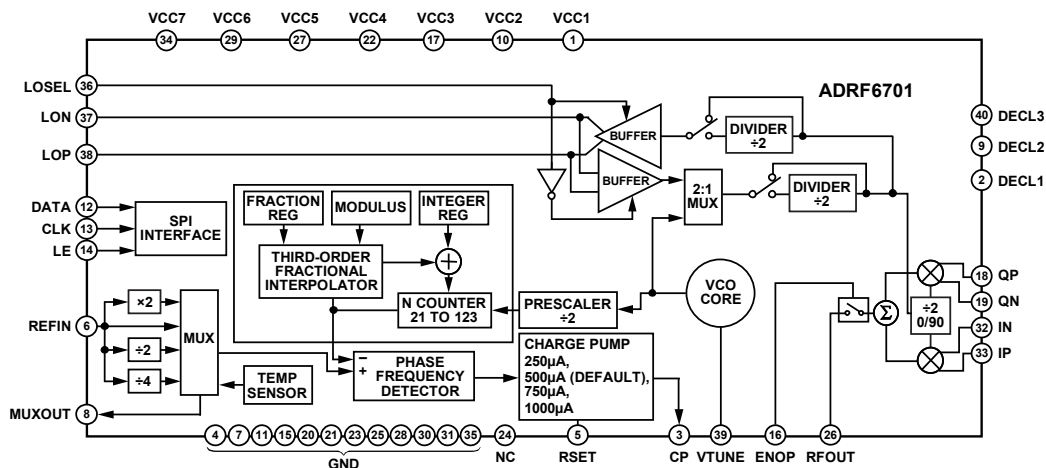 VCC7 VCC6 VCC5 VCC4 VCC3 VCC2 VCC1
34 29 27 22 17 10 1
LOSEL 36
ADRF6701
LON 37
BUFFER
DIVIDER
÷2
40 DECL3
LOP 38
9 DECL2
BUFFER
2:1
MUX
DIVIDER
÷2
2 DECL1
DATA 12
CLK 13
LE 14
SPI
INTERFACE
FRACTION
REG
MODULUS
INTEGER
REG
THIRD-ORDER
FRACTIONAL
INTERPOLATOR
+
N COUNTER
21 TO 123
PRESCALER
÷2
VCO
CORE
18 QP
19 QN
32 IN
33 IP
Σ
÷2
0/90
REFIN 6
×2
÷2
÷4
MUX
TEMP
SENSOR
−
+
PHASE
FREQUENCY
DETECTOR
CHARGE PUMP
250µA,
500µA (DEFAULT),
750µA,
1000µA
MUXOUT 8
4 7 11 15 20 21 23 25 28 30 31 35 24 5 3 39 16 26
GND NC RSET CP VTUNE ENOP RFOUT